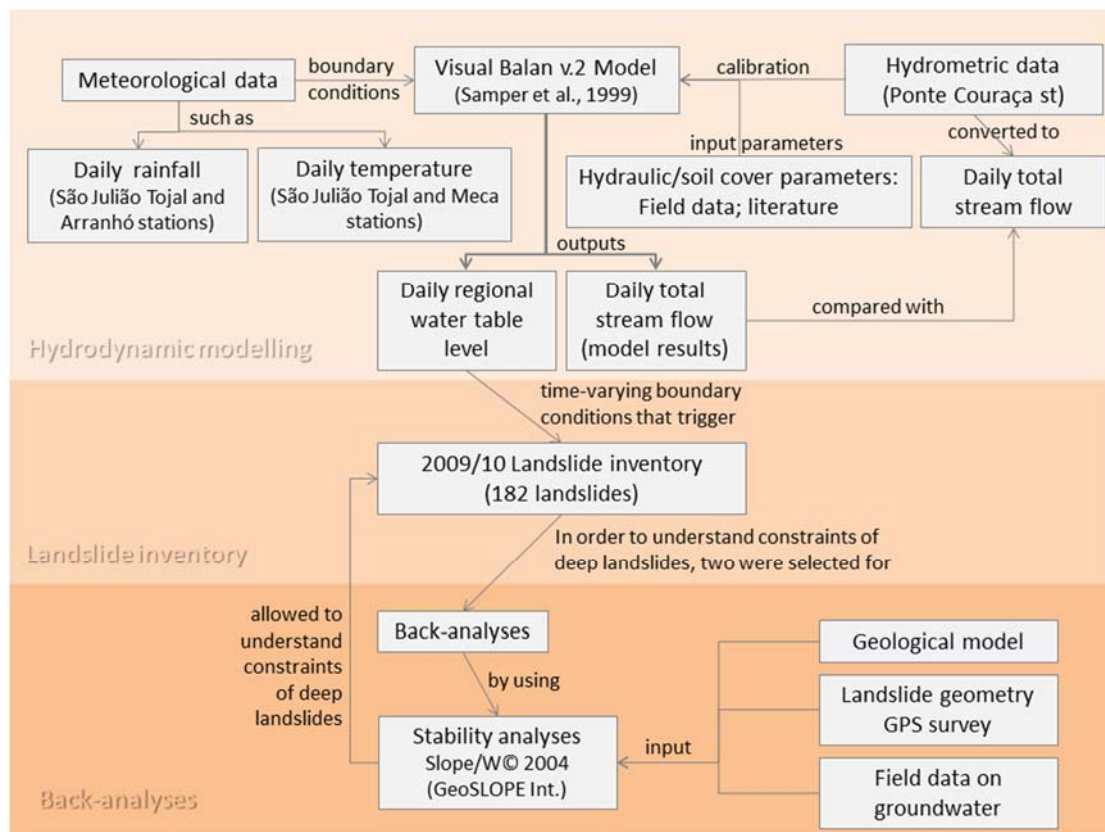 Meteorological data
boundary
conditions
Visual Balan v.2 Model
(Samper et al., 1999)
calibration
Hydrometric data
(Ponte Couraça st)
such as
input parameters
converted to
Daily rainfall
(São Julião Tojal and
Arranhó stations)
Daily temperature
(São Julião Tojal and Meca
stations)
Hydraulic/soil cover parameters:
Field data; literature
Daily total
stream flow
outputs
Daily regional
water table
level
Daily total
stream flow
(model results)
compared with
Hydrodynamic modelling
time-varying boundary
conditions that trigger
2009/10 Landslide inventory
(182 landslides)
In order to understand constraints of
deep landslides, two were selected for
Landslide inventory
allowed to
understand
constraints
of deep
landslides
Back-analyses
by using
Stability analyses
Slope/W© 2004
(GeoSLOPE Int.)
input
Geological model
Landslide geometry
GPS survey
Field data on
groundwater
Back-analyses